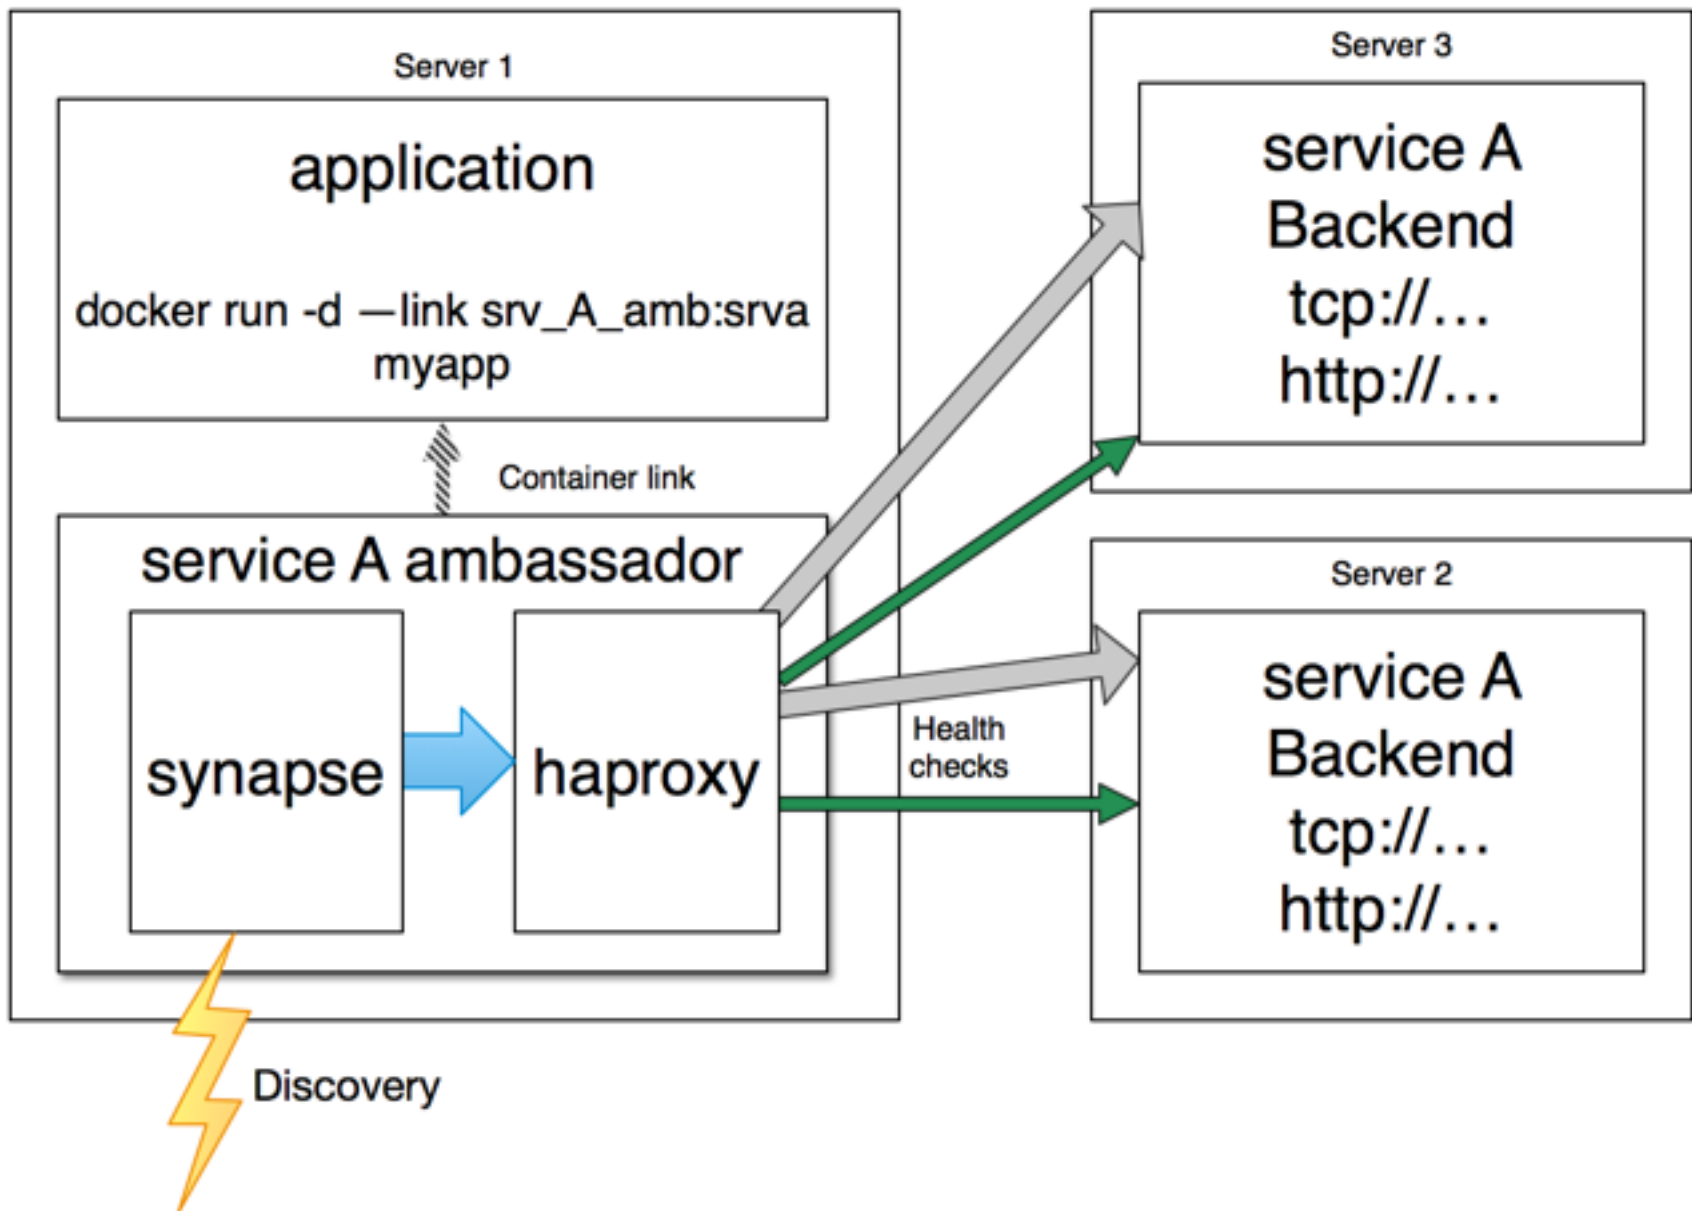 Server 1
application
docker run -d —link srv_A_amb:srva
myapp
Container link
service A ambassador
synapse
haproxy
Discovery
Health
checks
Server 3
service A
Backend
tcp://…
http://…
Server 2
service A
Backend
tcp://…
http://…